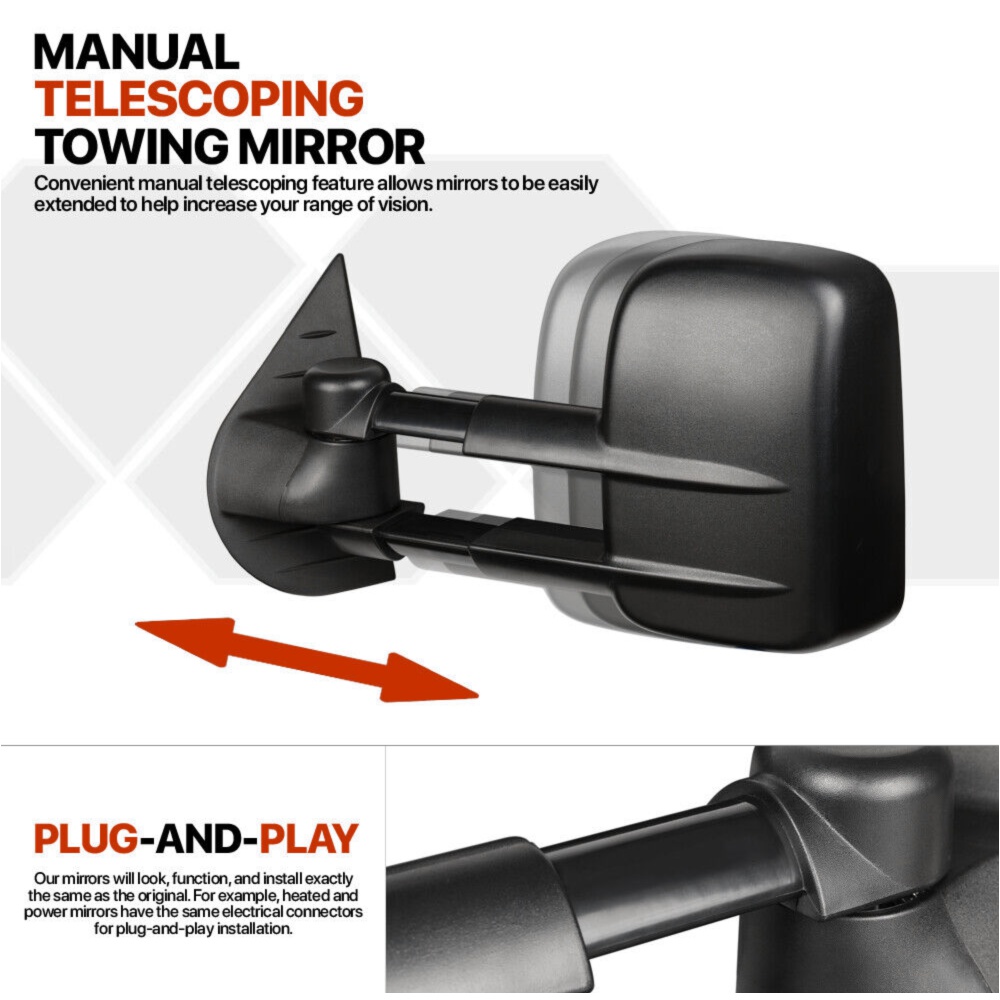 MANUAL
TELESCOPING
TOWING MIRROR
Convenient manual telescoping feature allows mirrors to be easily
extended to help increase your range of vision.
PLUG-AND-PLAY
Our mirrors will look, function, and install exactly
the same as the original. For example, heated and
power mirrors have the same electrical connectors
for plug-and-play installation.